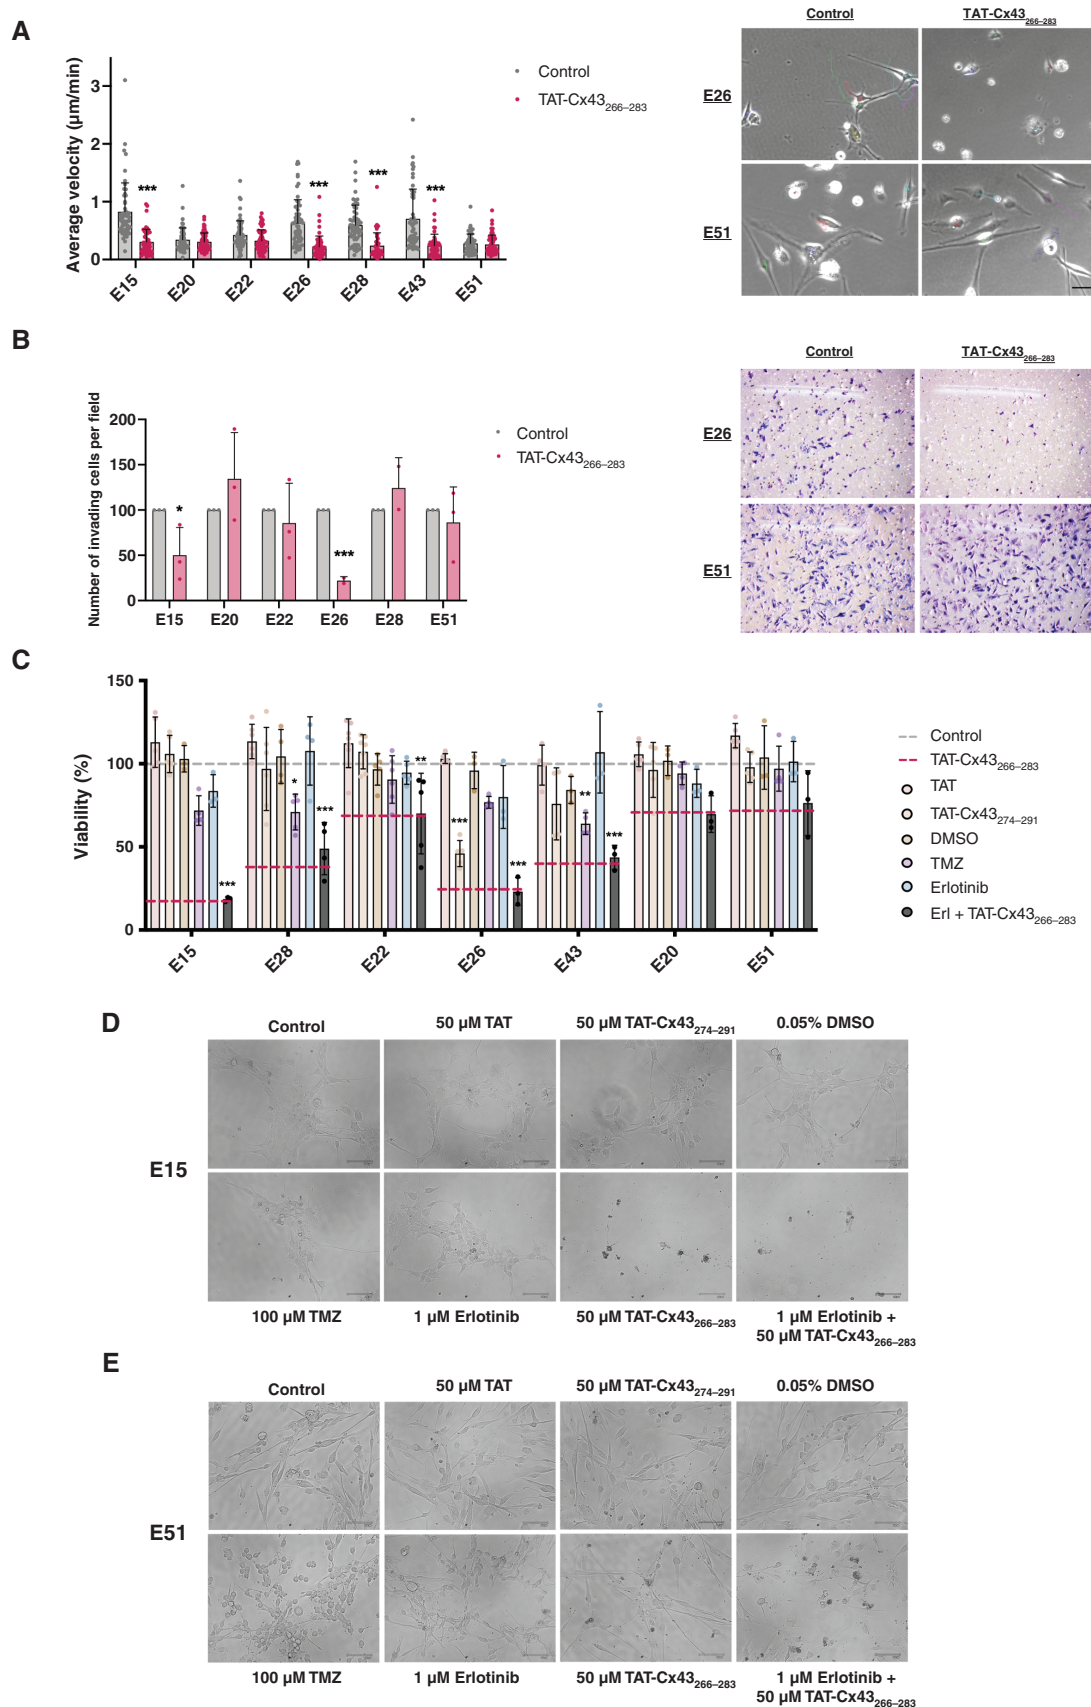 A
Average velocity (µm/min)
3
2
1
0
*** *** *** ***
E15 E20 E22 E26 E28 E43 E51
Control
TAT-Cx43266–283
Control TAT-Cx43266–283
E26
E51
B
Number of invading cells per field
200
150
100
50
0
* ***
E15 E20 E22 E26 E28 E51
Control
TAT-Cx43266–283
Control TAT-Cx43266–283
E26
E51
C
Viability (%)
150
100
50
0
*** * *** ** *** *** ** ***
E15 E28 E22 E26 E43 E20 E51
Control
TAT-Cx43266–283
TAT
TAT-Cx43274–291
DMSO
TMZ
Erlotinib
Erl + TAT-Cx43266–283
D
Control 50 µM TAT 50 µM TAT-Cx43274–291 0.05% DMSO
E15
100 µM TMZ 1 µM Erlotinib 50 µM TAT-Cx43266–283 1 µM Erlotinib +
50 µM TAT-Cx43266–283
E
Control 50 µM TAT 50 µM TAT-Cx43274–291 0.05% DMSO
E51
100 µM TMZ 1 µM Erlotinib 50 µM TAT-Cx43266–283 1 µM Erlotinib +
50 µM TAT-Cx43266–283